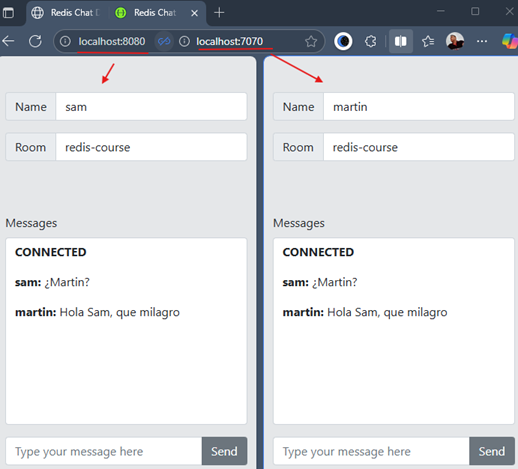 Redis Chat D
Redis Chat
localhost:8080
localhost:7070
Name
sam
Room
redis-course
Messages
CONNECTED
sam: ¿Martin?
martin: Hola Sam, que milagro
Type your message here
Send
Name
martin
Room
redis-course
Messages
CONNECTED
sam: ¿Martin?
martin: Hola Sam, que milagro
Type your message here
Send